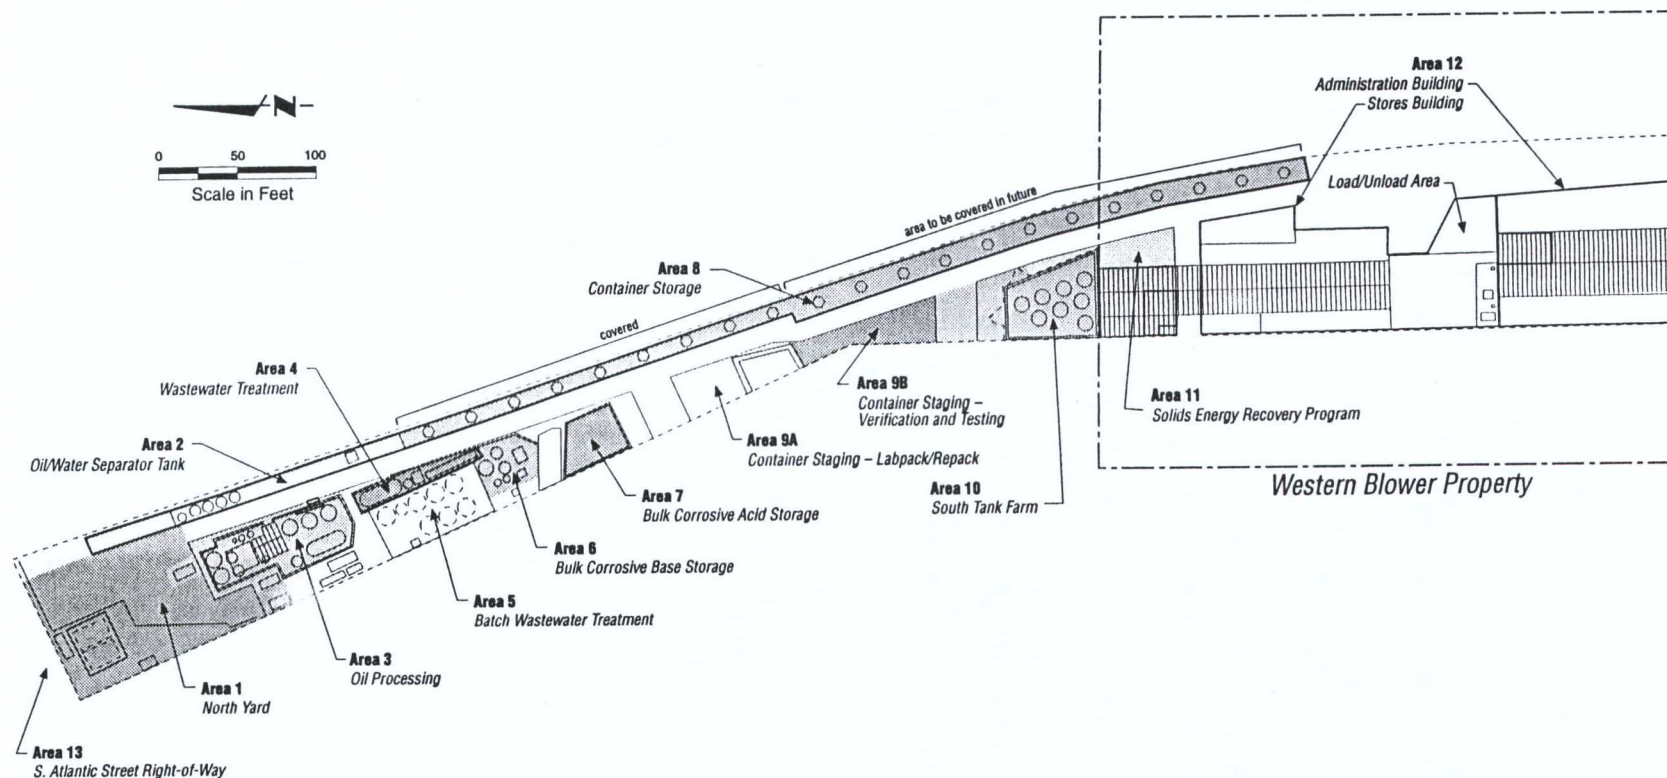 Area 12
Administration Building
Stores Building
N
0 50 100
Scale in Feet
Load/Unload Area
area to be covered in future
Area 8
Container Storage
covered
Area 4
Wastewater Treatment
Area 9B
Container Staging –
Verification and Testing
Area 11
Solids Energy Recovery Program
Area 2
Oil/Water Separator Tank
Area 9A
Container Staging – Labpack/Repack
Area 10
South Tank Farm
Western Blower Property
Area 7
Bulk Corrosive Acid Storage
Area 6
Bulk Corrosive Base Storage
Area 5
Batch Wastewater Treatment
Area 3
Oil Processing
Area 1
North Yard
Area 13
S. Atlantic Street Right-of-Way